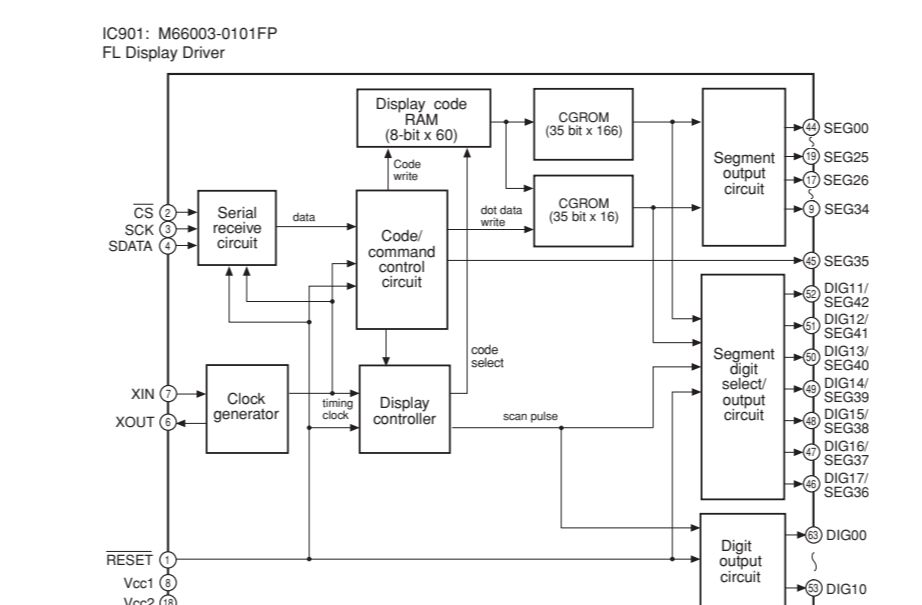 IC901: M66003-0101FP
FL Display Driver
Display code
RAM
(8-bit x 60)
CGROM
(35 bit x 166)
Segment
output
circuit
44 SEG00
19 SEG25
17 SEG26
9 SEG34
Code
write
CGROM
(35 bit x 16)
dot data
write
CS 2
SCK 3
SDATA 4
Serial
receive
circuit
data
Code/
command
control
circuit
45 SEG35
52 DIG11/
SEG42
51 DIG12/
SEG41
50 DIG13/
SEG40
49 DIG14/
SEG39
48 DIG15/
SEG38
47 DIG16/
SEG37
46 DIG17/
SEG36
Segment
digit
select/
output
circuit
code
select
XIN 7
XOUT 6
Clock
generator
timing
clock
Display
controller
scan pulse
RESET 1
Vcc1 8
Vcc2 18
Digit
output
circuit
63 DIG00
53 DIG10